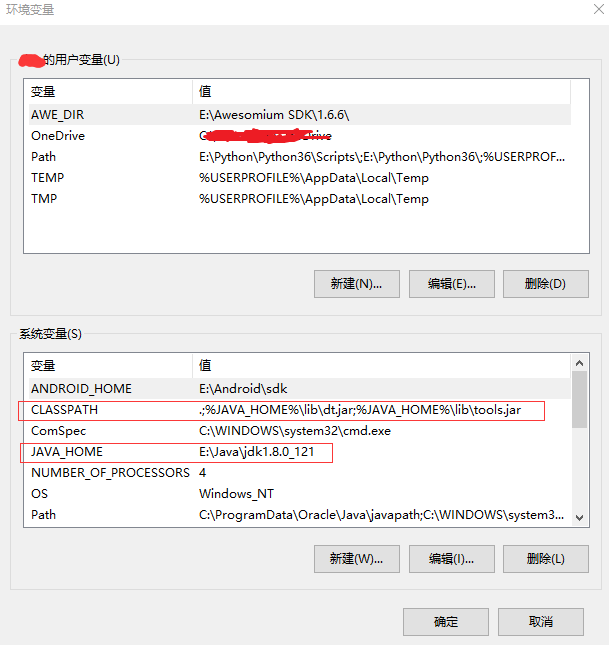 环境变量
的用户变量(U)
变量 值
AWE_DIR E:\Awesomium SDK\1.6.6\
OneDrive
Path E:\Python\Python36\Scripts\;E:\Python\Python36\;%USERPROF...
TEMP %USERPROFILE%\AppData\Local\Temp
TMP %USERPROFILE%\AppData\Local\Temp
新建(N)... 编辑(E)... 删除(D)
系统变量(S)
变量 值
ANDROID_HOME E:\Android\sdk
CLASSPATH .;%JAVA_HOME%\lib\dt.jar;%JAVA_HOME%\lib\tools.jar
ComSpec C:\WINDOWS\system32\cmd.exe
JAVA_HOME E:\Java\jdk1.8.0_121
NUMBER_OF_PROCESSORS 4
OS Windows_NT
Path C:\ProgramData\Oracle\Java\javapath;C:\WINDOWS\system3...
新建(W)... 编辑(I)... 删除(L)
确定 取消